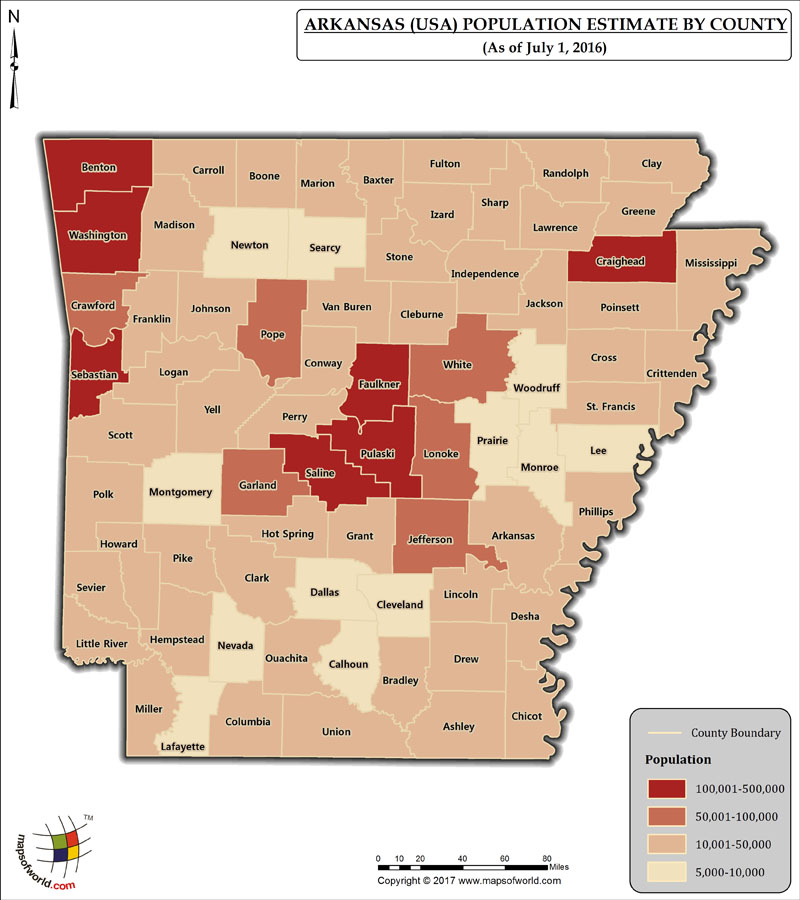 N
ARKANSAS (USA) POPULATION ESTIMATE BY COUNTY
(As of July 1, 2016)
Benton
Carroll
Boone
Marion
Baxter
Fulton
Randolph
Clay
Washington
Madison
Newton
Searcy
Stone
Izard
Sharp
Lawrence
Greene
Craighead
Mississippi
Crawford
Franklin
Johnson
Pope
Van Buren
Cleburne
Independence
Jackson
Poinsett
Sebastian
Logan
Conway
Faulkner
White
Woodruff
Cross
Crittenden
Scott
Yell
Perry
Pulaski
Lonoke
Prairie
Monroe
St. Francis
Lee
Polk
Montgomery
Garland
Saline
Phillips
Howard
Pike
Hot Spring
Grant
Jefferson
Arkansas
Sevier
Clark
Dallas
Cleveland
Lincoln
Desha
Little River
Hempstead
Nevada
Ouachita
Calhoun
Bradley
Drew
Miller
Lafayette
Columbia
Union
Ashley
Chicot
County Boundary
Population
100,001-500,000
50,001-100,000
10,001-50,000
5,000-10,000
TM
mapsofworld.com
0 10 20 40 60 80 Miles
Copyright © 2017 www.mapsofworld.com